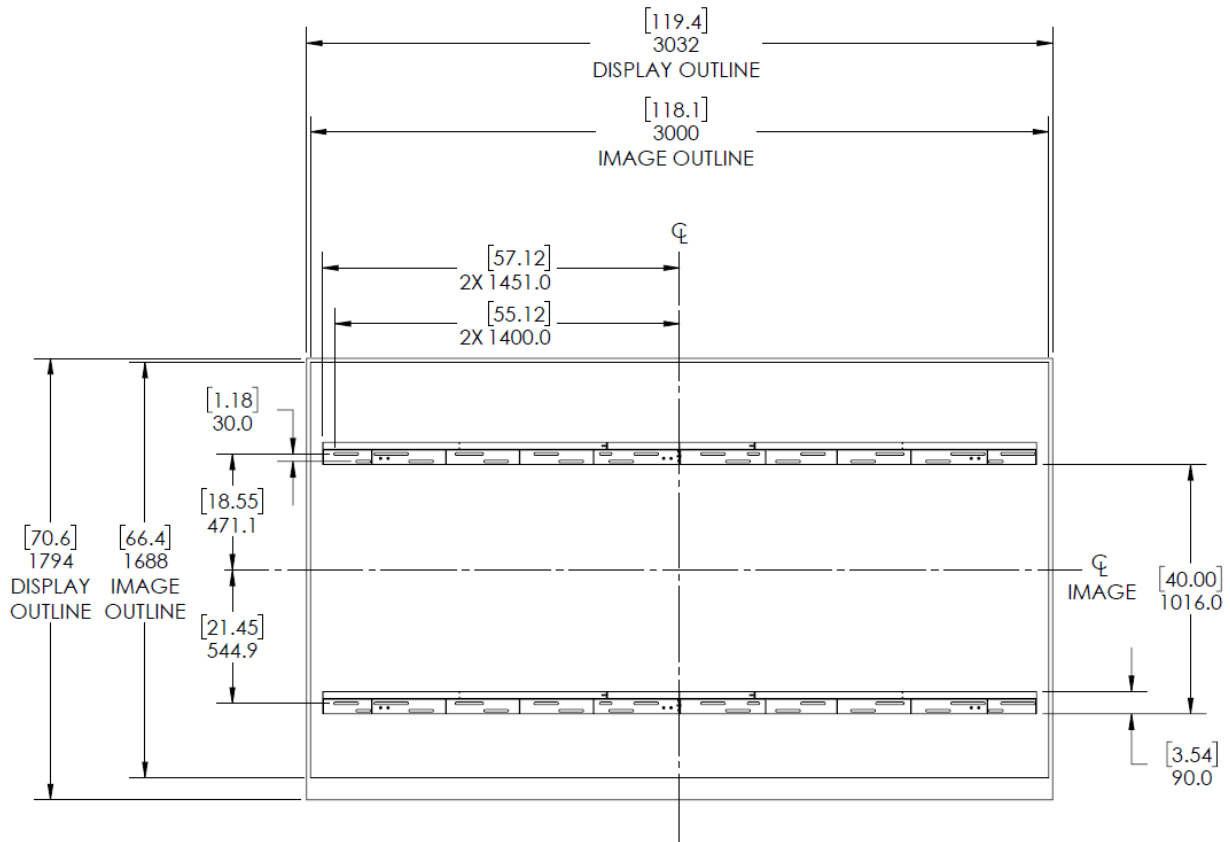 [119.4]
3032
DISPLAY OUTLINE
[118.1]
3000
IMAGE OUTLINE
℄
[57.12]
2X 1451.0
[55.12]
2X 1400.0
[1.18]
30.0
[18.55]
471.1
[70.6]
1794
DISPLAY
OUTLINE
[66.4]
1688
IMAGE
OUTLINE
℄
IMAGE
[40.00]
1016.0
[21.45]
544.9
[3.54]
90.0